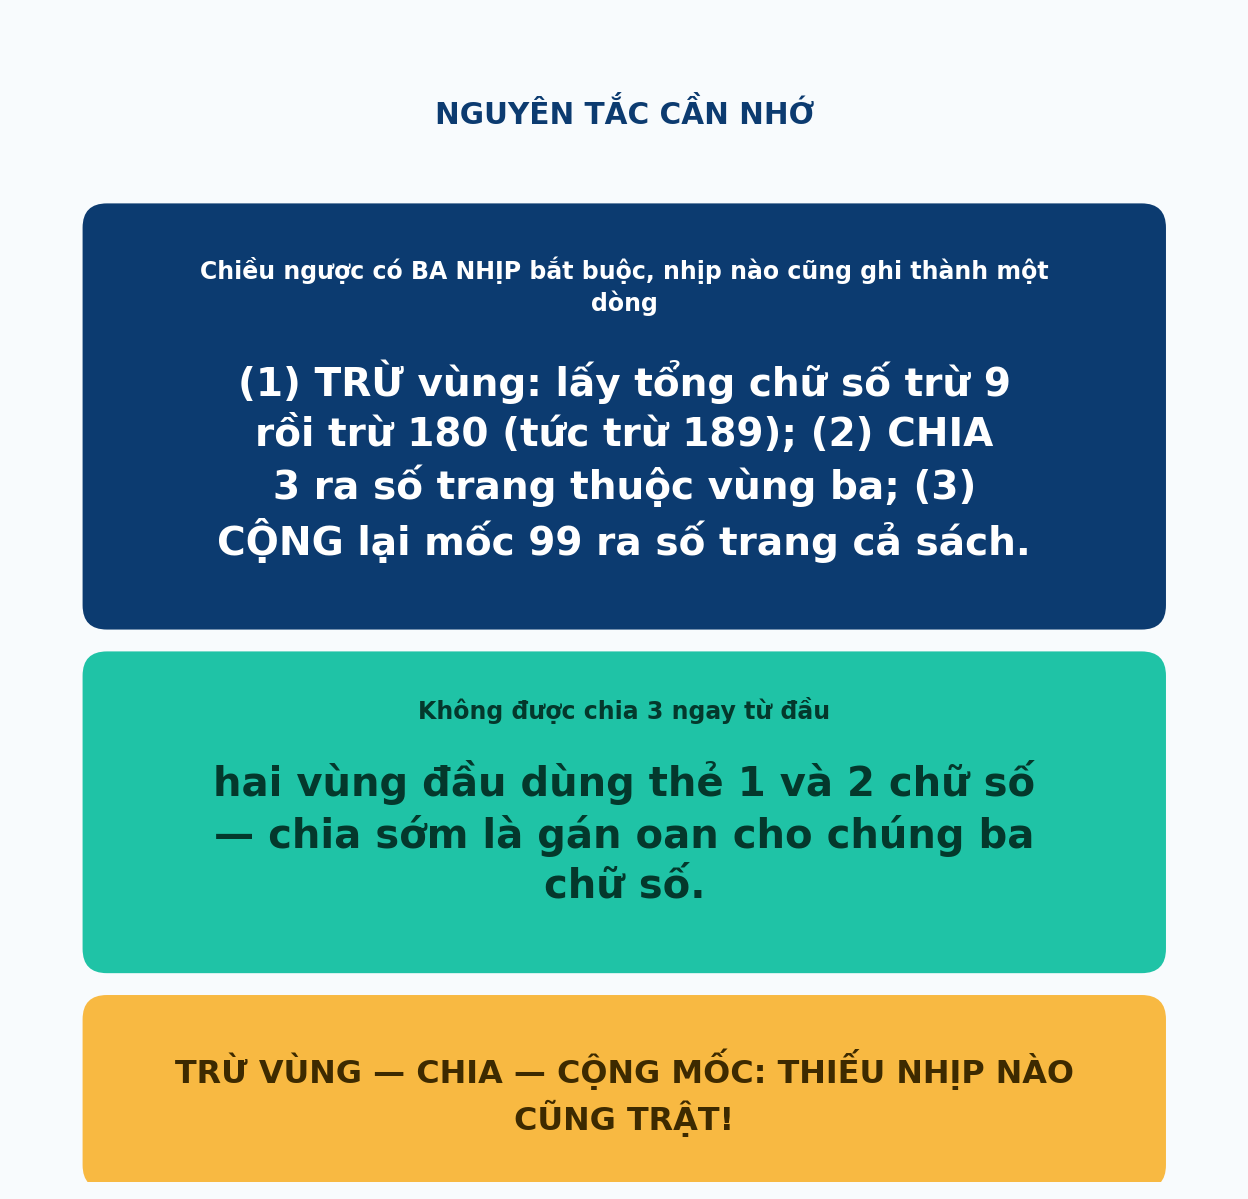 NGUYÊN TẮC CẦN NHỚ
Chiều ngược có BA NHỊP bắt buộc, nhịp nào cũng ghi thành một
dòng
(1) TRỪ vùng: lấy tổng chữ số trừ 9
rồi trừ 180 (tức trừ 189); (2) CHIA
3 ra số trang thuộc vùng ba; (3)
CỘNG lại mốc 99 ra số trang cả sách.
Không được chia 3 ngay từ đầu
hai vùng đầu dùng thẻ 1 và 2 chữ số
— chia sớm là gán oan cho chúng ba
chữ số.
TRỪ VÙNG — CHIA — CỘNG MỐC: THIẾU NHỊP NÀO
CŨNG TRẬT!